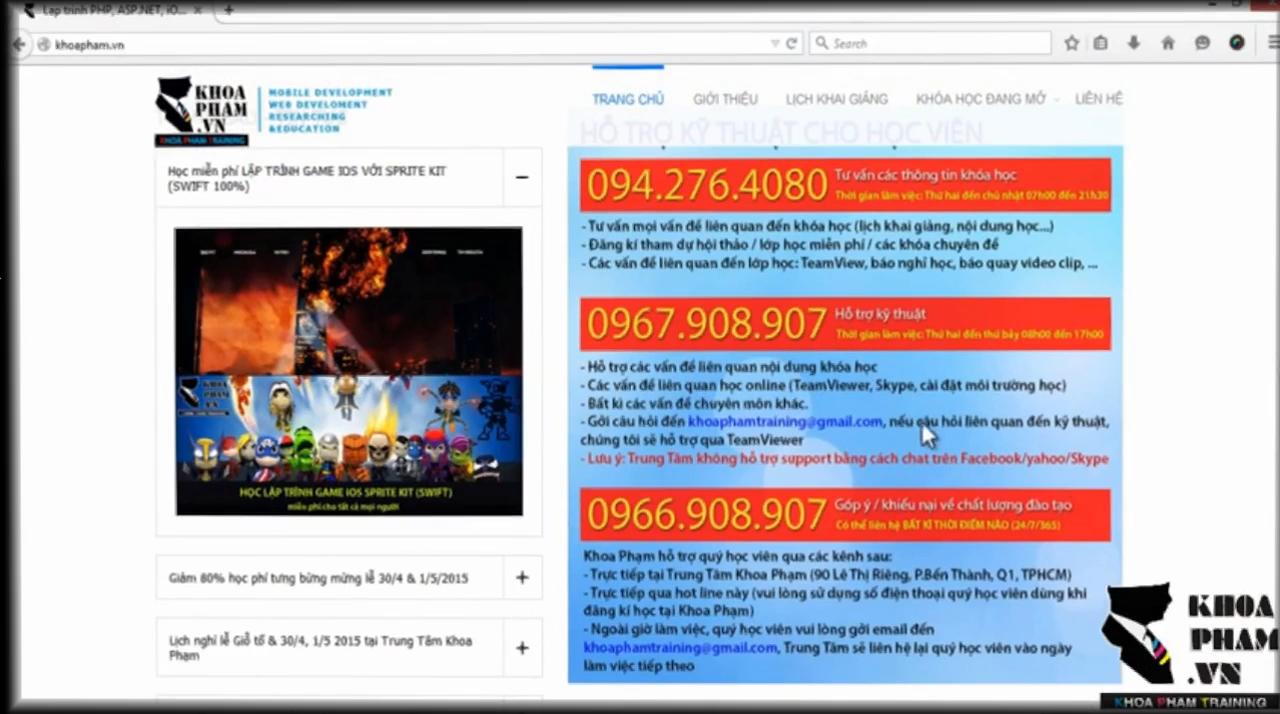 Lap trinh PHP, ASP.NET, iO...
khoapham.vn
Search
KHOA
PHAM
.VN
KHOA PHAM TRAINING
MOBILE DEVELOPMENT
WEB DEVELOMENT
RESEARCHING
&EDUCATION
TRANG CHỦ
GIỚI THIỆU
LỊCH KHAI GIẢNG
KHÓA HỌC ĐANG MỞ
LIÊN HỆ
HỖ TRỢ KỸ THUẬT CHO HỌC VIÊN
Học miễn phí LẬP TRÌNH GAME IOS VỚI SPRITE KIT
(SWIFT 100%)
KHOA
PHAM
.VN
HỌC LẬP TRÌNH GAME IOS SPRITE KIT (SWIFT)
miễn phí cho tất cả mọi người
Giảm 80% học phí tưng bừng mừng lễ 30/4 & 1/5/2015
Lịch nghỉ lễ Giỗ tổ & 30/4, 1/5 2015 tại Trung Tâm Khoa
Phạm
094.276.4080
Tư vấn các thông tin khóa học
Thời gian làm việc: Thứ hai đến chủ nhật 07h00 đến 21h30
- Tư vấn mọi vấn đề liên quan đến khóa học (lịch khai giảng, nội dung học...)
- Đăng kí tham dự hội thảo / lớp học miễn phí / các khóa chuyên đề
- Các vấn đề liên quan đến lớp học: TeamView, báo nghỉ học, báo quay video clip, ...
0967.908.907
Hỗ trợ kỹ thuật
Thời gian làm việc: Thứ hai đến thứ bảy 08h00 đến 17h00
- Hỗ trợ các vấn đề liên quan nội dung khóa học
- Các vấn đề liên quan học online (TeamViewer, Skype, cài đặt môi trường học)
- Bất kì các vấn đề chuyên môn khác.
- Gởi câu hỏi đến khoaphamtraining@gmail.com, nếu câu hỏi liên quan đến kỹ thuật,
chúng tôi sẽ hỗ trợ qua TeamViewer
- Lưu ý: Trung Tâm không hỗ trợ support bằng cách chat trên Facebook/yahoo/Skype
0966.908.907
Góp ý / khiếu nại về chất lượng đào tạo
Có thể liên hệ BẤT KÌ THỜI ĐIỂM NÀO (24/7/365)
Khoa Phạm hỗ trợ quý học viên qua các kênh sau:
- Trực tiếp tại Trung Tâm Khoa Phạm (90 Lê Thị Riêng, P.Bến Thành, Q1, TPHCM)
- Trực tiếp qua hot line này (vui lòng sử dụng số điện thoại quý học viên dùng khi
đăng kí học tại Khoa Phạm)
- Ngoài giờ làm việc, quý học viên vui lòng gởi email đến
khoaphamtraining@gmail.com, Trung Tâm sẽ liên hệ lại quý học viên vào ngày
làm việc tiếp theo
KHOA
PHAM
.VN
KHOA PHAM TRAINING